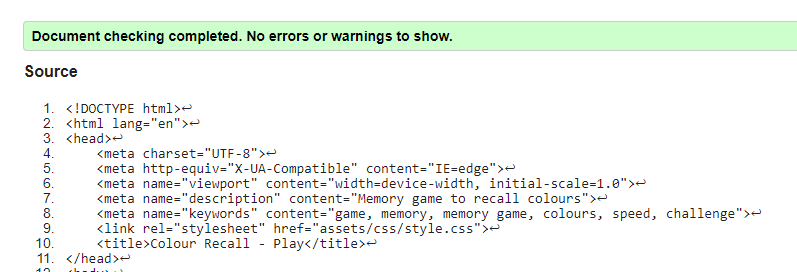 Document checking completed. No errors or warnings to show.
Source
1. <!DOCTYPE html>↩
2. <html lang="en">↩
3. <head>↩
4.     <meta charset="UTF-8">↩
5.     <meta http-equiv="X-UA-Compatible" content="IE=edge">↩
6.     <meta name="viewport" content="width=device-width, initial-scale=1.0">↩
7.     <meta name="description" content="Memory game to recall colours">↩
8.     <meta name="keywords" content="game, memory, memory game, colours, speed, challenge">↩
9.     <link rel="stylesheet" href="assets/css/style.css">↩
10.     <title>Colour Recall - Play</title>↩
11. </head>↩